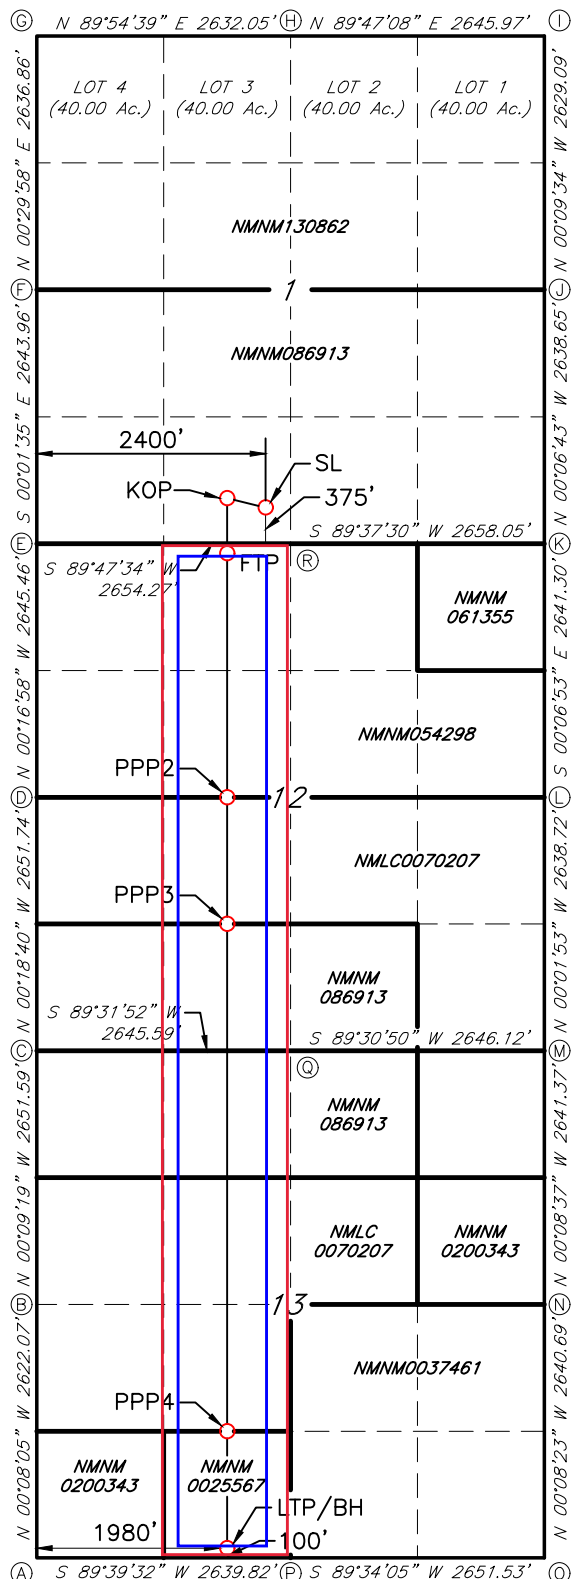 G N 89°54'39" E 2632.05' H N 89°47'08" E 2645.97' I
LOT 4
(40.00 Ac.)
LOT 3
(40.00 Ac.)
LOT 2
(40.00 Ac.)
LOT 1
(40.00 Ac.)
N 00°29'58" E 2636.86'
N 00°09'34" W 2629.09'
NMNM130862
F
1
J
NMNM086913
S 00°01'35" E 2643.96'
N 00°06'43" W 2638.65'
2400'
KOP
SL
375'
S 89°37'30" W 2658.05'
E
K
S 89°47'34" W
2654.27'
FTP
R
NMNM
061355
N 00°16'58" W 2645.46'
S 00°06'53" E 2641.30'
NMNM054298
PPP2
D
12
L
NMLC0070207
PPP3
N 00°18'40" W 2651.74'
N 00°01'53" W 2638.72'
NMNM
086913
S 89°31'52" W
2645.59'
S 89°30'50" W 2646.12'
C
M
Q
NMNM
086913
N 00°09'19" W 2651.59'
N 00°08'37" W 2641.37'
NMLC
0070207
NMNM
0200343
B
13
N
NMNM0037461
PPP4
N 00°08'05" W 2622.07'
N 00°08'23" W 2640.69'
NMNM
0200343
NMNM
0025567
LTP/BH
1980'
100'
A S 89°39'32" W 2639.82' P S 89°34'05" W 2651.53' O